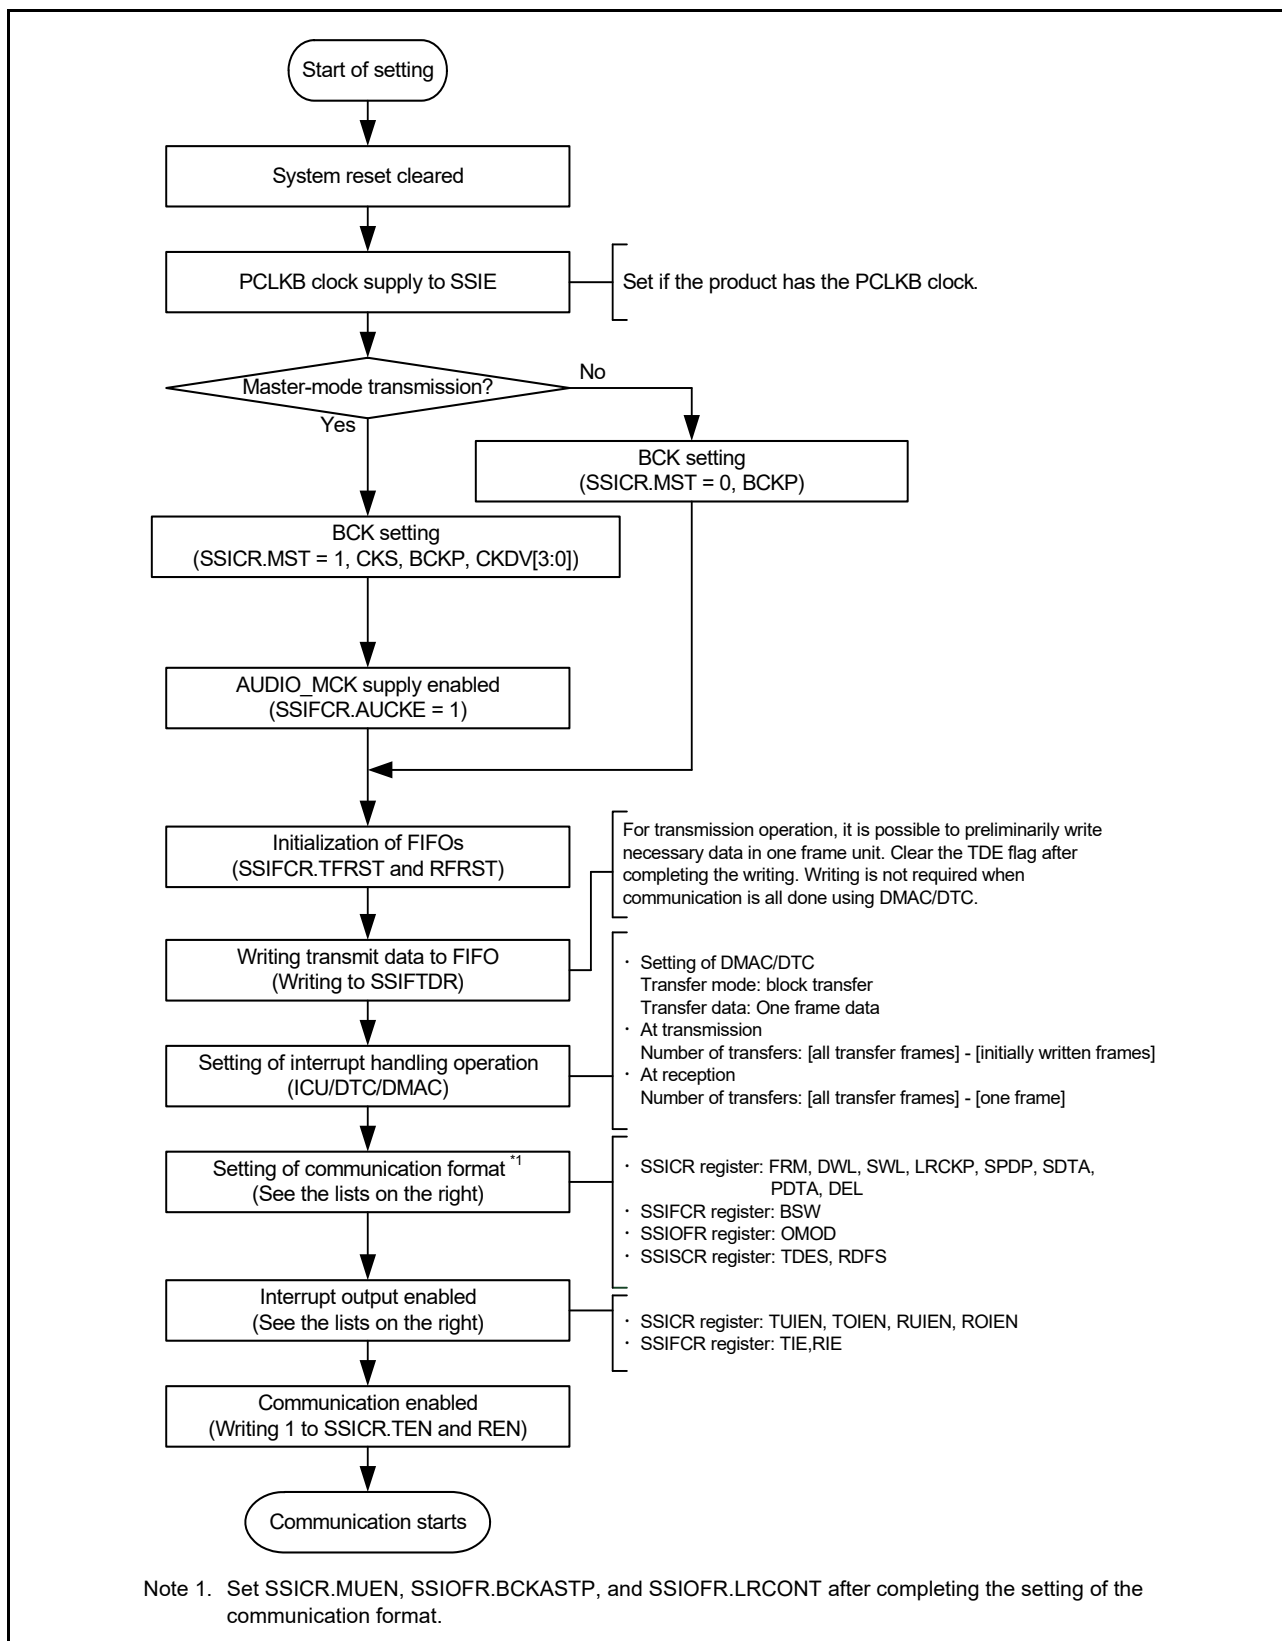 Start of setting
System reset cleared
PCLKB clock supply to SSIE
Set if the product has the PCLKB clock.
Master-mode transmission?
No
Yes
BCK setting
(SSICR.MST = 0, BCKP)
BCK setting
(SSICR.MST = 1, CKS, BCKP, CKDV[3:0])
AUDIO_MCK supply enabled
(SSIFCR.AUCKE = 1)
Initialization of FIFOs
(SSIFCR.TFRST and RFRST)
For transmission operation, it is possible to preliminarily write
necessary data in one frame unit. Clear the TDE flag after
completing the writing. Writing is not required when
communication is all done using DMAC/DTC.
Writing transmit data to FIFO
(Writing to SSIFTDR)
· Setting of DMAC/DTC
Transfer mode: block transfer
Transfer data: One frame data
· At transmission
Number of transfers: [all transfer frames] - [initially written frames]
· At reception
Number of transfers: [all transfer frames] - [one frame]
Setting of interrupt handling operation
(ICU/DTC/DMAC)
Setting of communication format *1
(See the lists on the right)
· SSICR register: FRM, DWL, SWL, LRCKP, SPDP, SDTA,
PDTA, DEL
· SSIFCR register: BSW
· SSIOFR register: OMOD
· SSISCR register: TDES, RDFS
Interrupt output enabled
(See the lists on the right)
· SSICR register: TUIEN, TOIEN, RUIEN, ROIEN
· SSIFCR register: TIE,RIE
Communication enabled
(Writing 1 to SSICR.TEN and REN)
Communication starts
Note 1. Set SSICR.MUEN, SSIOFR.BCKASTP, and SSIOFR.LRCONT after completing the setting of the
communication format.